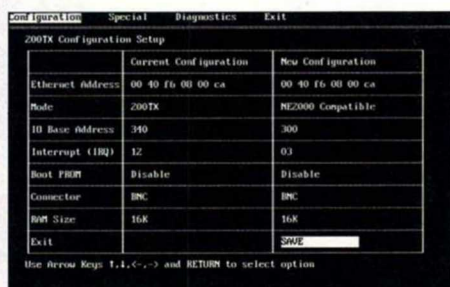 Configuration Special Diagnostics Exit
200TX Configuration Setup
Current Configuration New Configuration
Ethernet Address 00 40 f6 08 00 ca 00 40 f6 08 00 ca
Mode 200TX NE2000 Compatible
IO Base Address 340 300
Interrupt (IRQ) 12 03
Boot PROM Disable Disable
Connector BNC BNC
RAM Size 16K 16K
Exit SAVE
Use Arrow Keys ↑,↓,<-,-> and RETURN to select option